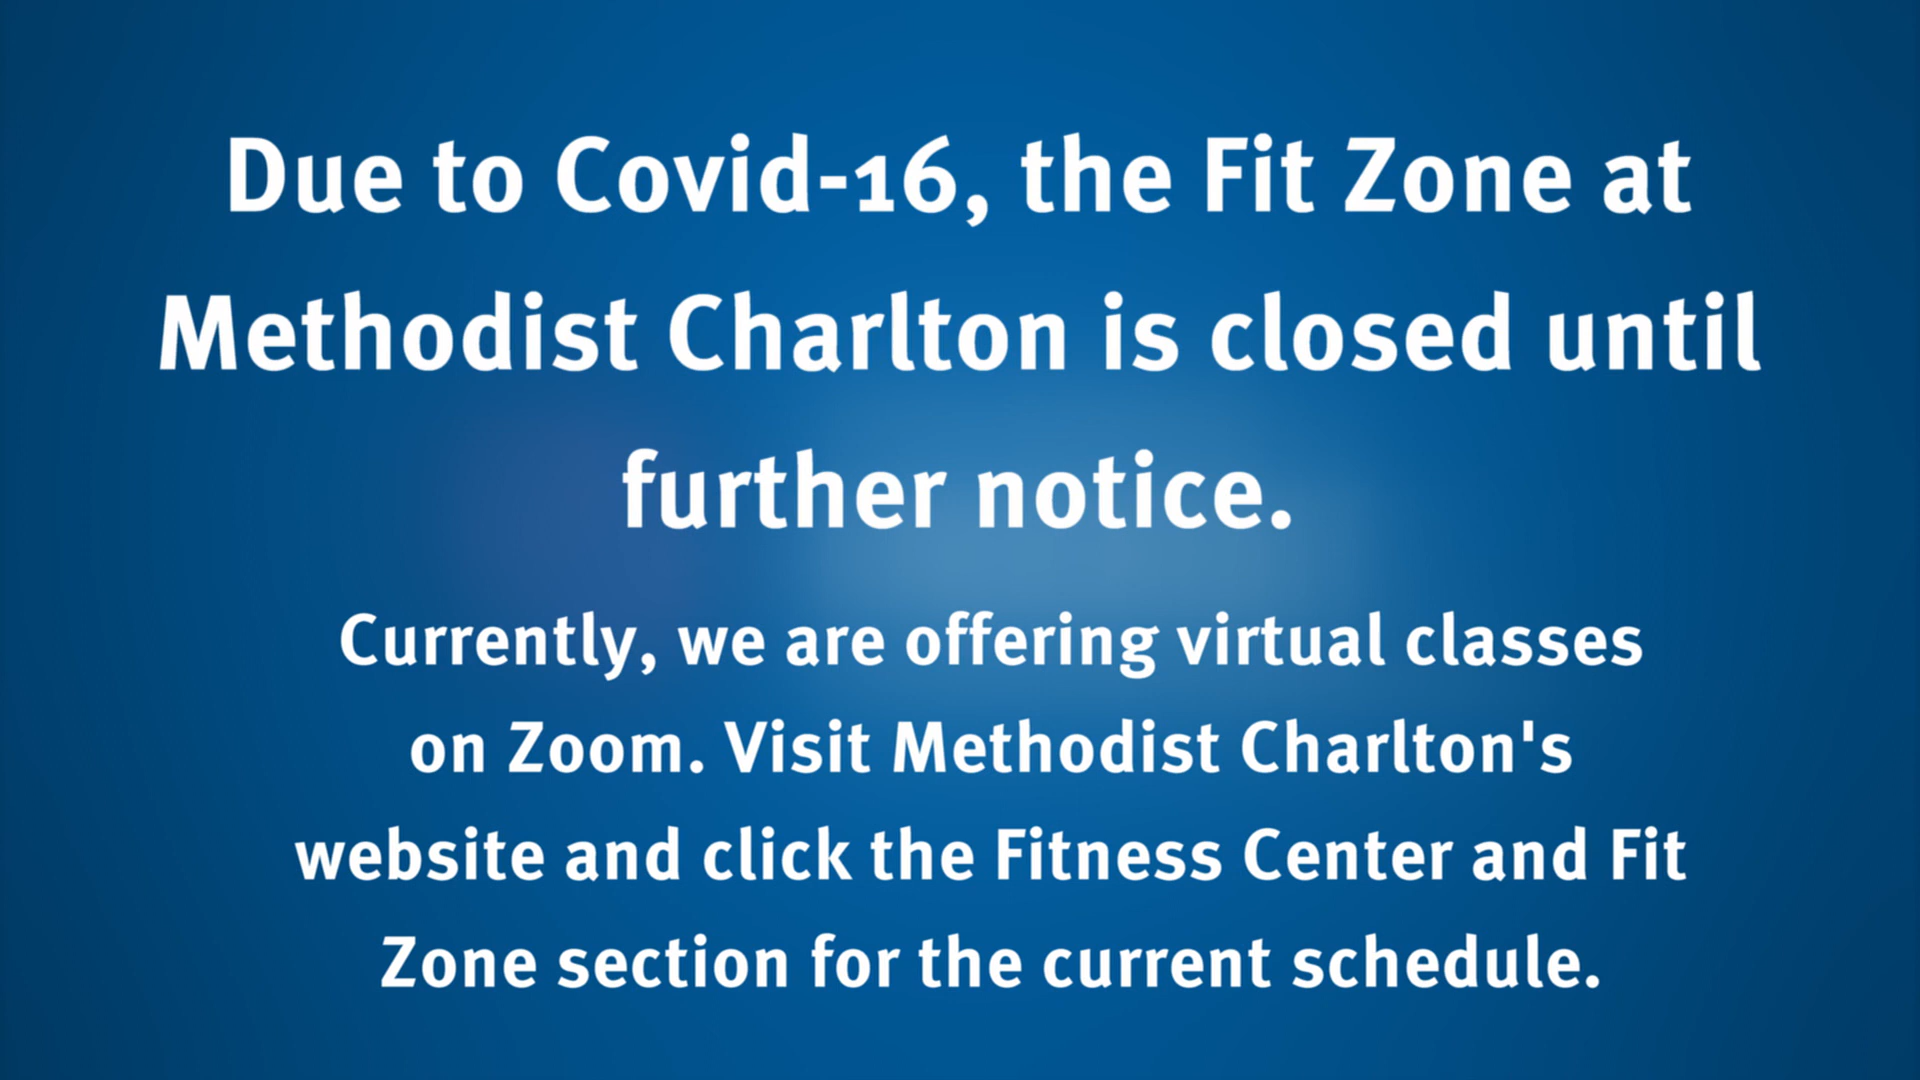 Due to Covid-16, the Fit Zone at
Methodist Charlton is closed until
further notice.
Currently, we are offering virtual classes
on Zoom. Visit Methodist Charlton's
website and click the Fitness Center and Fit
Zone section for the current schedule.